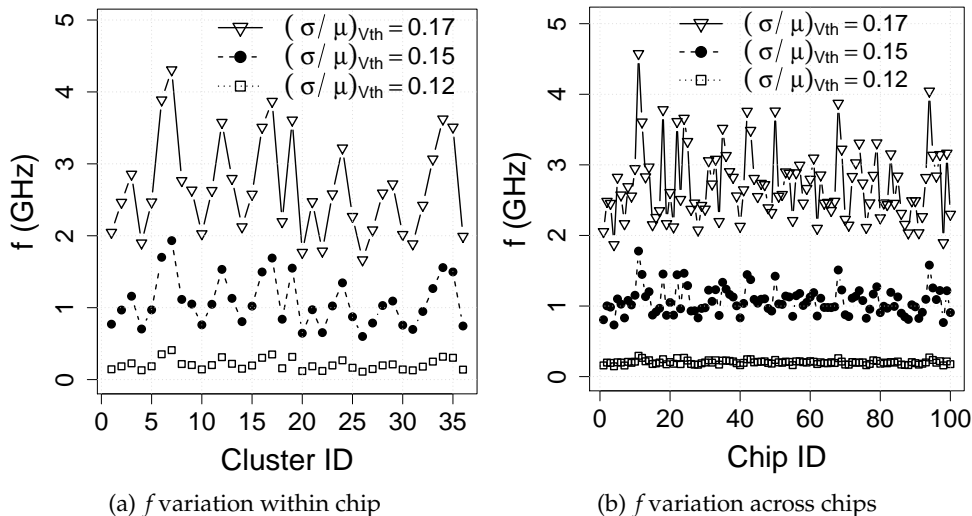 ( σ/ μ)Vth = 0.17
( σ/ μ)Vth = 0.15
( σ/ μ)Vth = 0.12
f (GHz)
5
4
3
2
1
0
0 5 10 15 20 25 30 35
Cluster ID
(a) f variation within chip
( σ/ μ)Vth = 0.17
( σ/ μ)Vth = 0.15
( σ/ μ)Vth = 0.12
f (GHz)
5
4
3
2
1
0
0 20 40 60 80 100
Chip ID
(b) f variation across chips